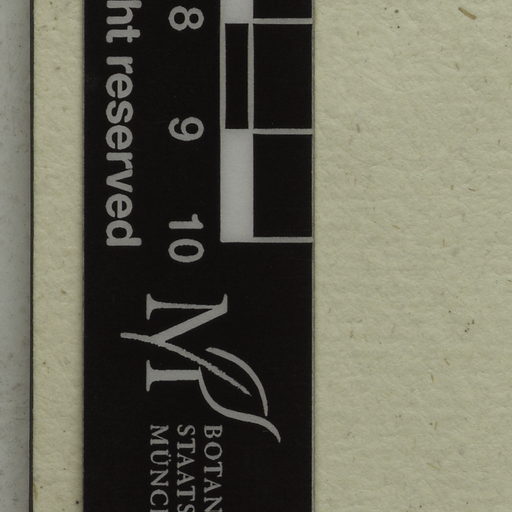 ht reserved
8 9 10
M
BOTAN
STAATS
MÜNC